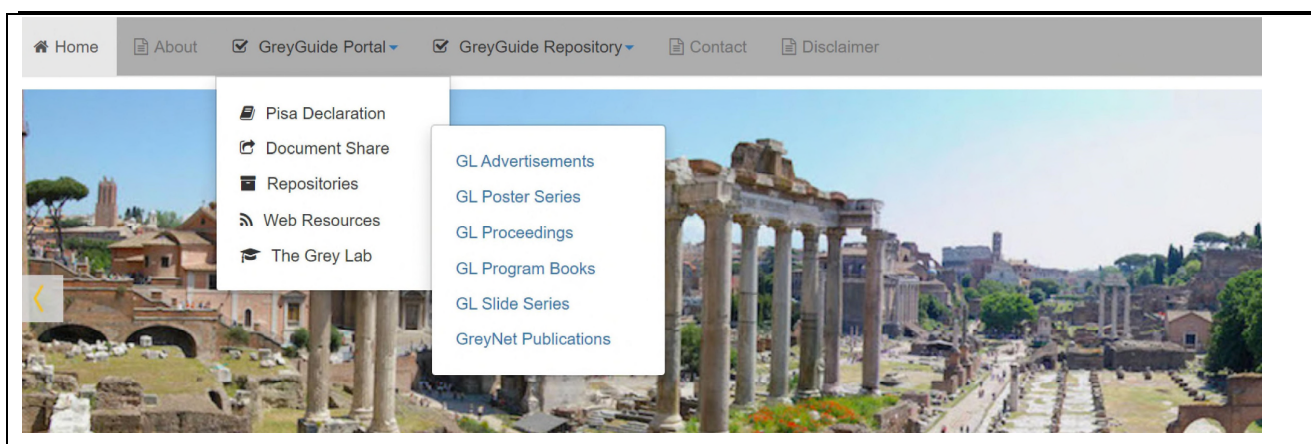 Home About GreyGuide Portal GreyGuide Repository Contact Disclaimer
Pisa Declaration
Document Share
Repositories
Web Resources
The Grey Lab
GL Advertisements
GL Poster Series
GL Proceedings
GL Program Books
GL Slide Series
GreyNet Publications